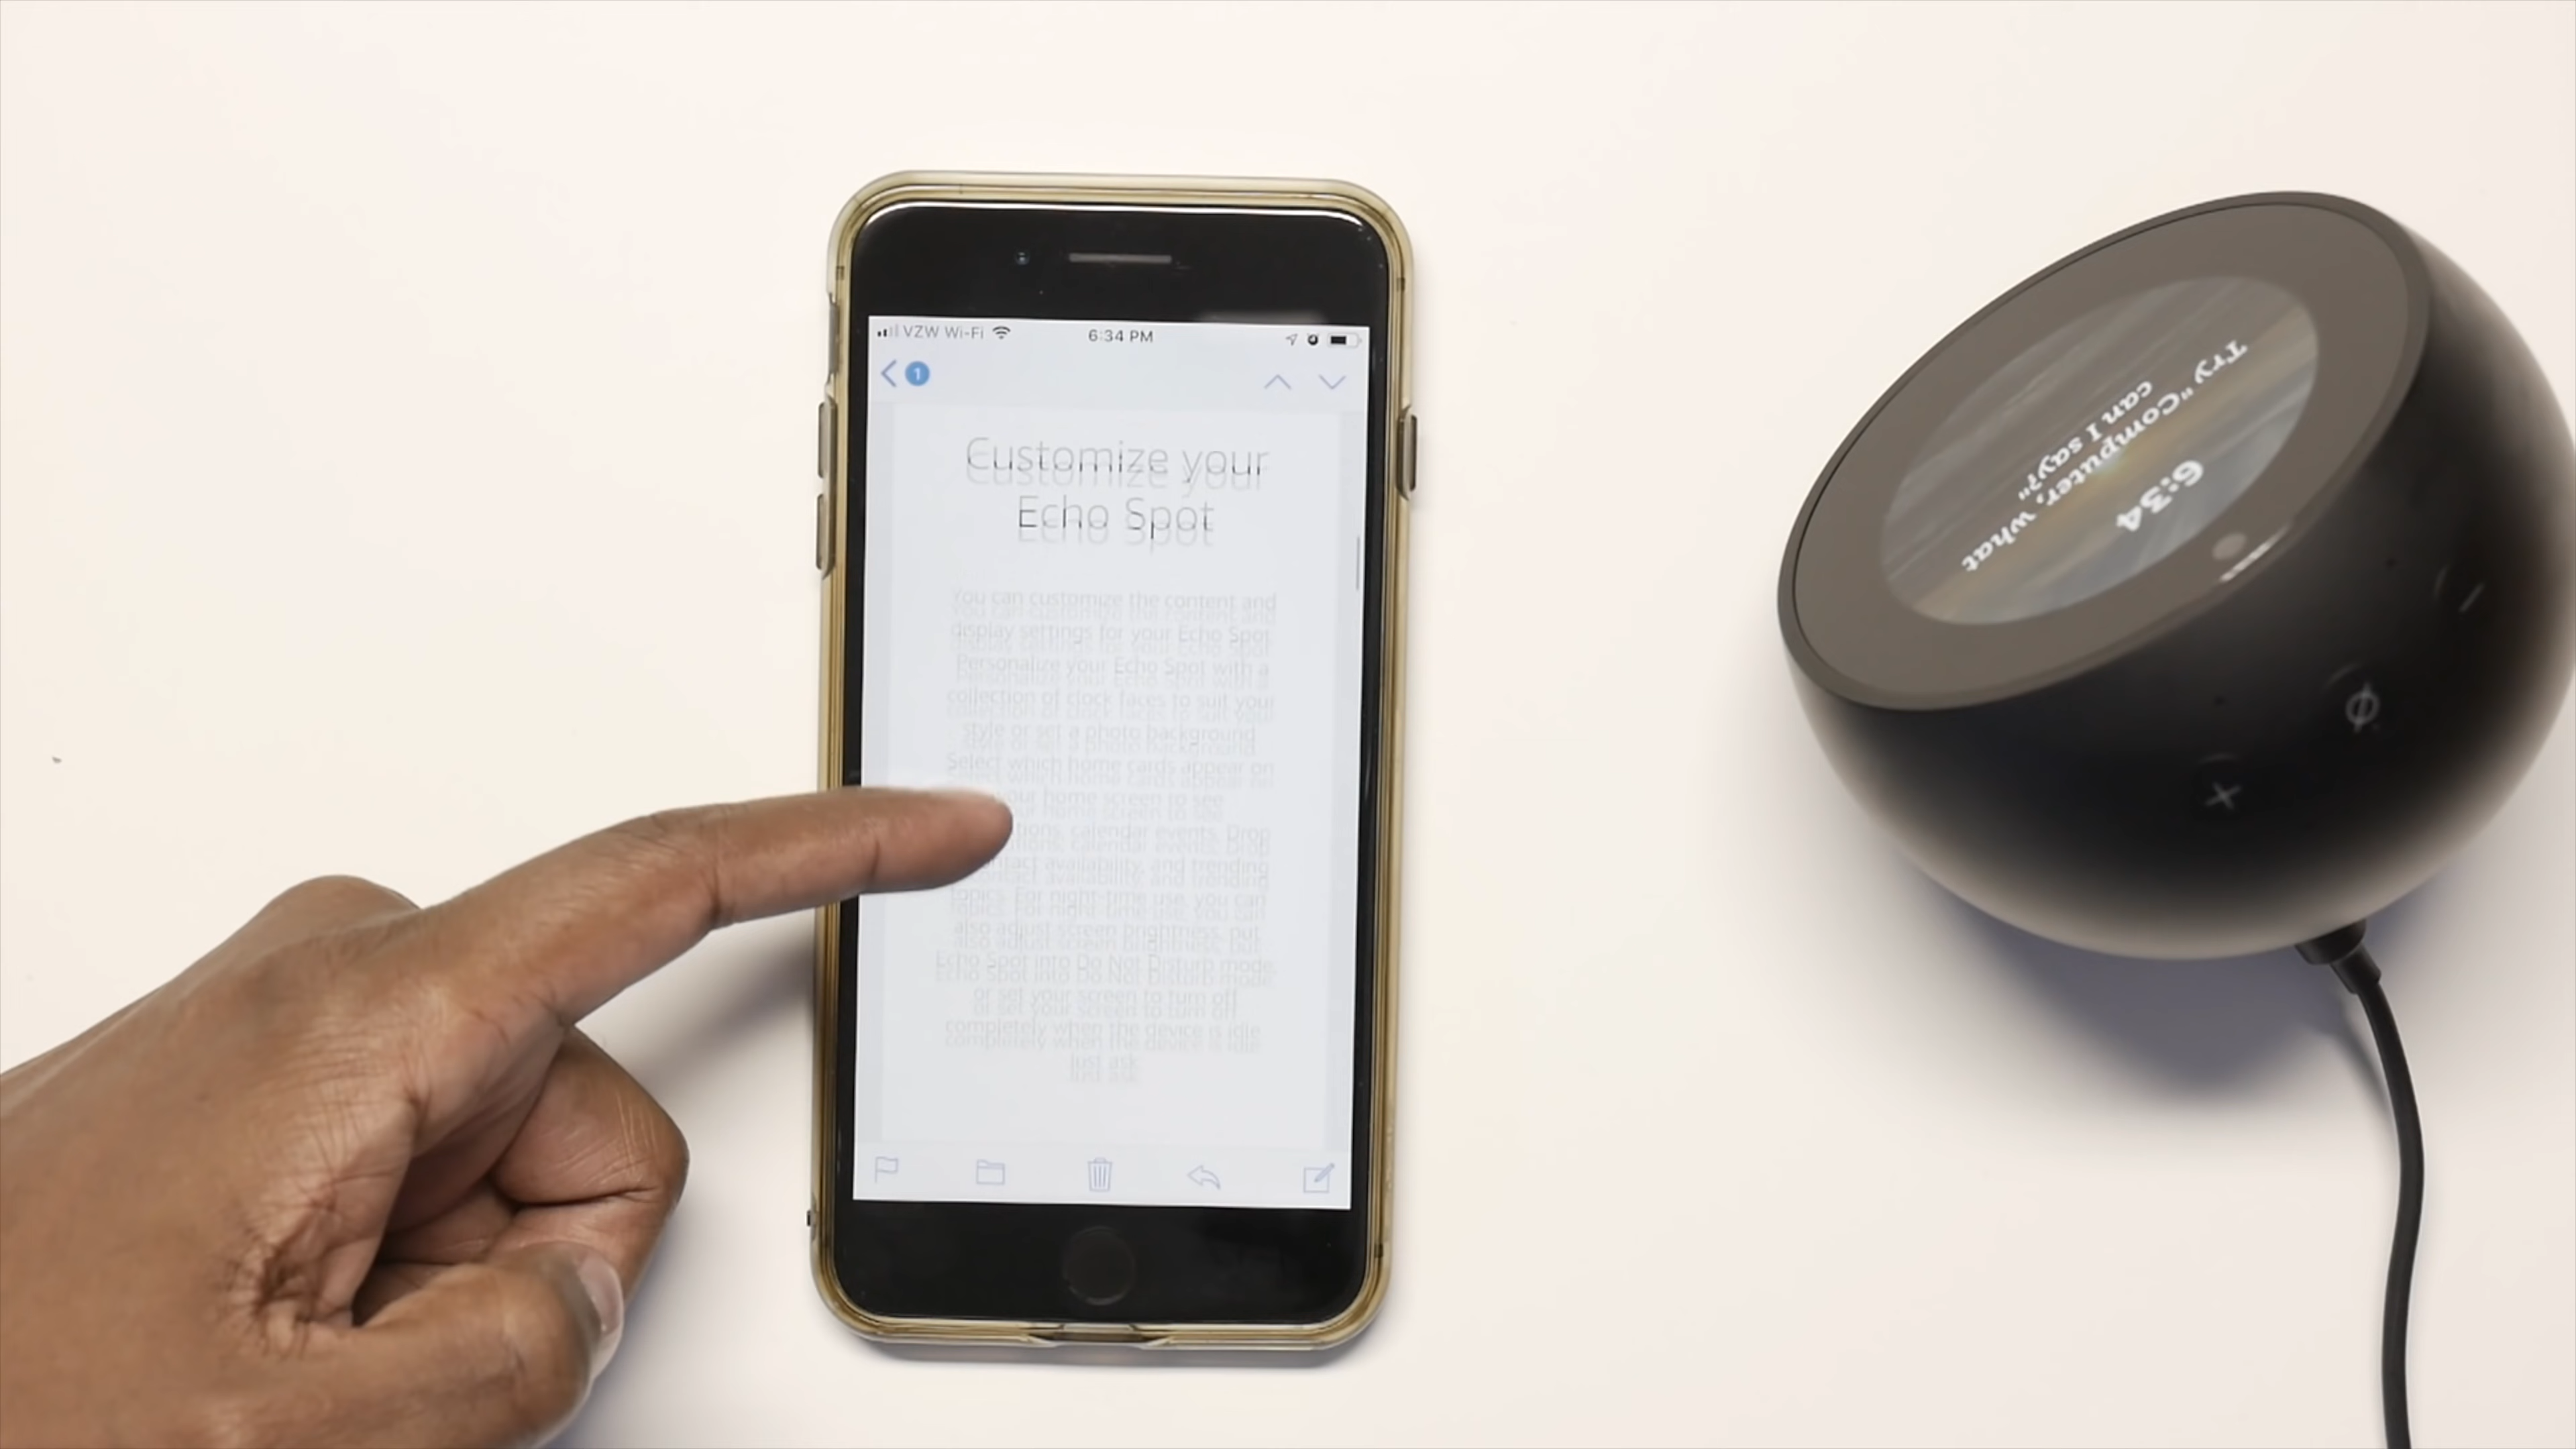 VZW Wi-Fi
6:34 PM
1
Customize your
Echo Spot
You can customize the content and
display settings for your Echo Spot
Personalize your Echo Spot with a
collection of clock faces to suit your
style or set a photo background
Select which home cards appear on
your home screen to see
tions, calendar events, Drop
ntact availability, and trending
topics. For night-time use, you can
also adjust screen brightness, put
Echo Spot into Do Not Disturb mode,
or set your screen to turn off
completely when the device is idle
Just ask
6:34
Try "Computer, what
can I say?"